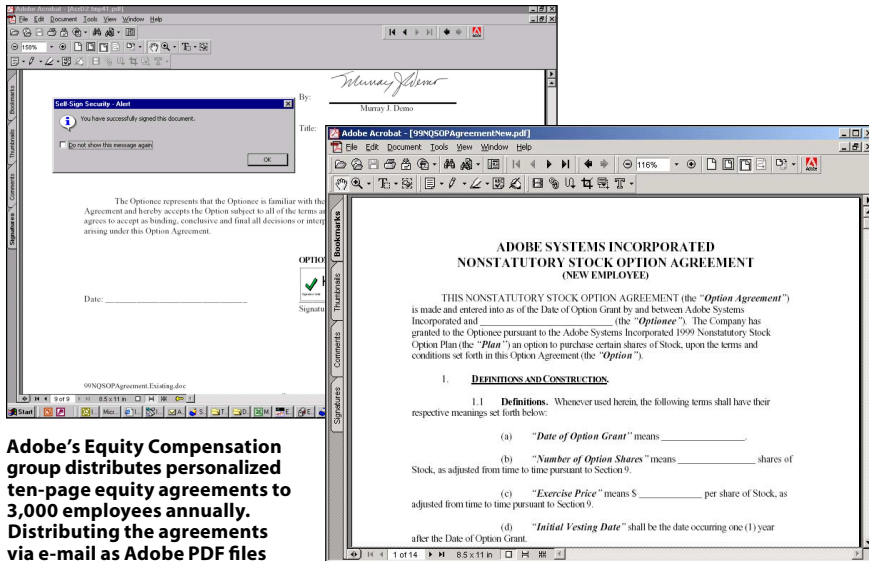 Adobe Acrobat - [AcrD2.tmp41.pdf]
File Edit Document Tools View Window Help
158%
Bookmarks
Thumbnails
Comments
Signatures
Self-Sign Security - Alert
You have successfully signed this document.
Do not show this message again
OK
By:
Murray J Demo
Murray J. Demo
Title:
The Optionee represents that the Optionee is familiar with the
Agreement and hereby accepts the Option subject to all of the terms
agrees to accept as binding, conclusive and final all decisions or
arising under this Option Agreement.
OPTIO
Date:
Signatu
99NQSOPAgreement.Existing.doc
9 of 9 8.5 x 11 in
Start
Adobe Acrobat - [99NQSOPAgreementNew.pdf]
File Edit Document Tools View Window Help
116%
Adobe
Bookmarks
Thumbnails
Comments
Signatures
ADOBE SYSTEMS INCORPORATED
NONSTATUTORY STOCK OPTION AGREEMENT
(NEW EMPLOYEE)
THIS NONSTATUTORY STOCK OPTION AGREEMENT (the "Option Agreement")
is made and entered into as of the Date of Option Grant by and between Adobe Systems
Incorporated and ____________________ (the "Optionee"). The Company has
granted to the Optionee pursuant to the Adobe Systems Incorporated 1999 Nonstatutory Stock
Option Plan (the "Plan") an option to purchase certain shares of Stock, upon the terms and
conditions set forth in this Option Agreement (the "Option").
1. DEFINITIONS AND CONSTRUCTION.
1.1 Definitions. Whenever used herein, the following terms shall have their
respective meanings set forth below:
(a) "Date of Option Grant" means ____________.
(b) "Number of Option Shares" means ____________ shares of
Stock, as adjusted from time to time pursuant to Section 9.
(c) "Exercise Price" means $ ____________ per share of Stock, as
adjusted from time to time pursuant to Section 9.
(d) "Initial Vesting Date" shall be the date occurring one (1) year
after the Date of Option Grant.
1 of 14 8.5 x 11 in
Adobe's Equity Compensation
group distributes personalized
ten-page equity agreements to
3,000 employees annually.
Distributing the agreements
via e-mail as Adobe PDF files